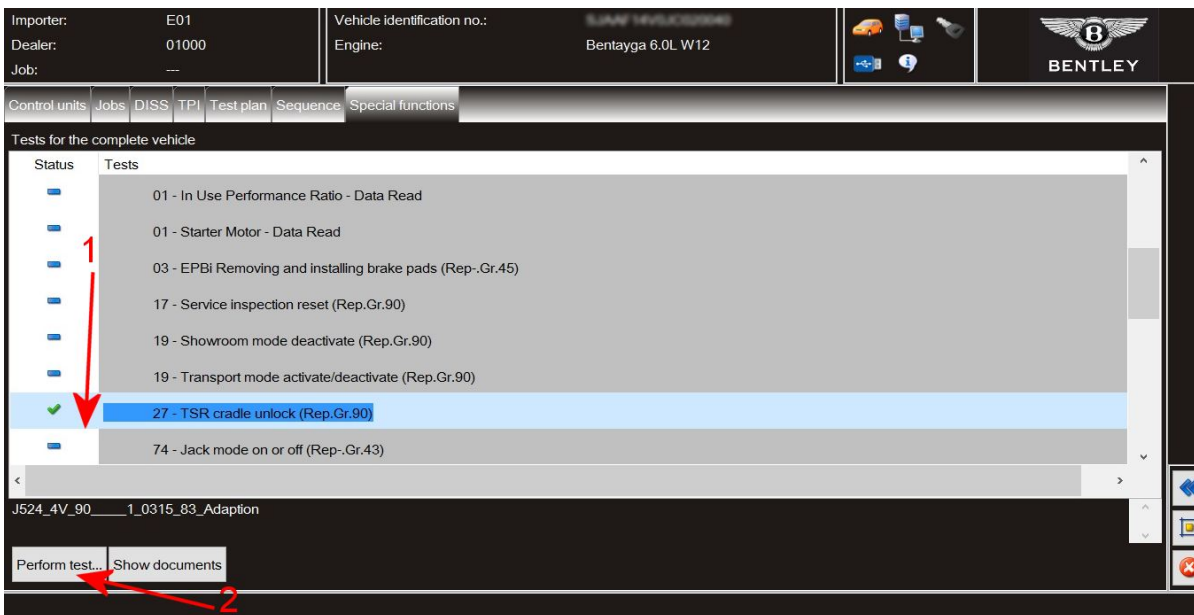 Importer: E01 Vehicle identification no.:
Dealer: 01000 Engine: Bentayga 6.0L W12
Job: ---
B
BENTLEY
Control units Jobs DISS TPI Test plan Sequence Special functions
Tests for the complete vehicle
Status Tests
01 - In Use Performance Ratio - Data Read
01 - Starter Motor - Data Read
1
03 - EPBi Removing and installing brake pads (Rep-.Gr.45)
17 - Service inspection reset (Rep.Gr.90)
19 - Showroom mode deactivate (Rep.Gr.90)
19 - Transport mode activate/deactivate (Rep.Gr.90)
27 - TSR cradle unlock (Rep.Gr.90)
74 - Jack mode on or off (Rep-.Gr.43)
J524_4V_90_____1_0315_83_Adaption
Perform test... Show documents
2